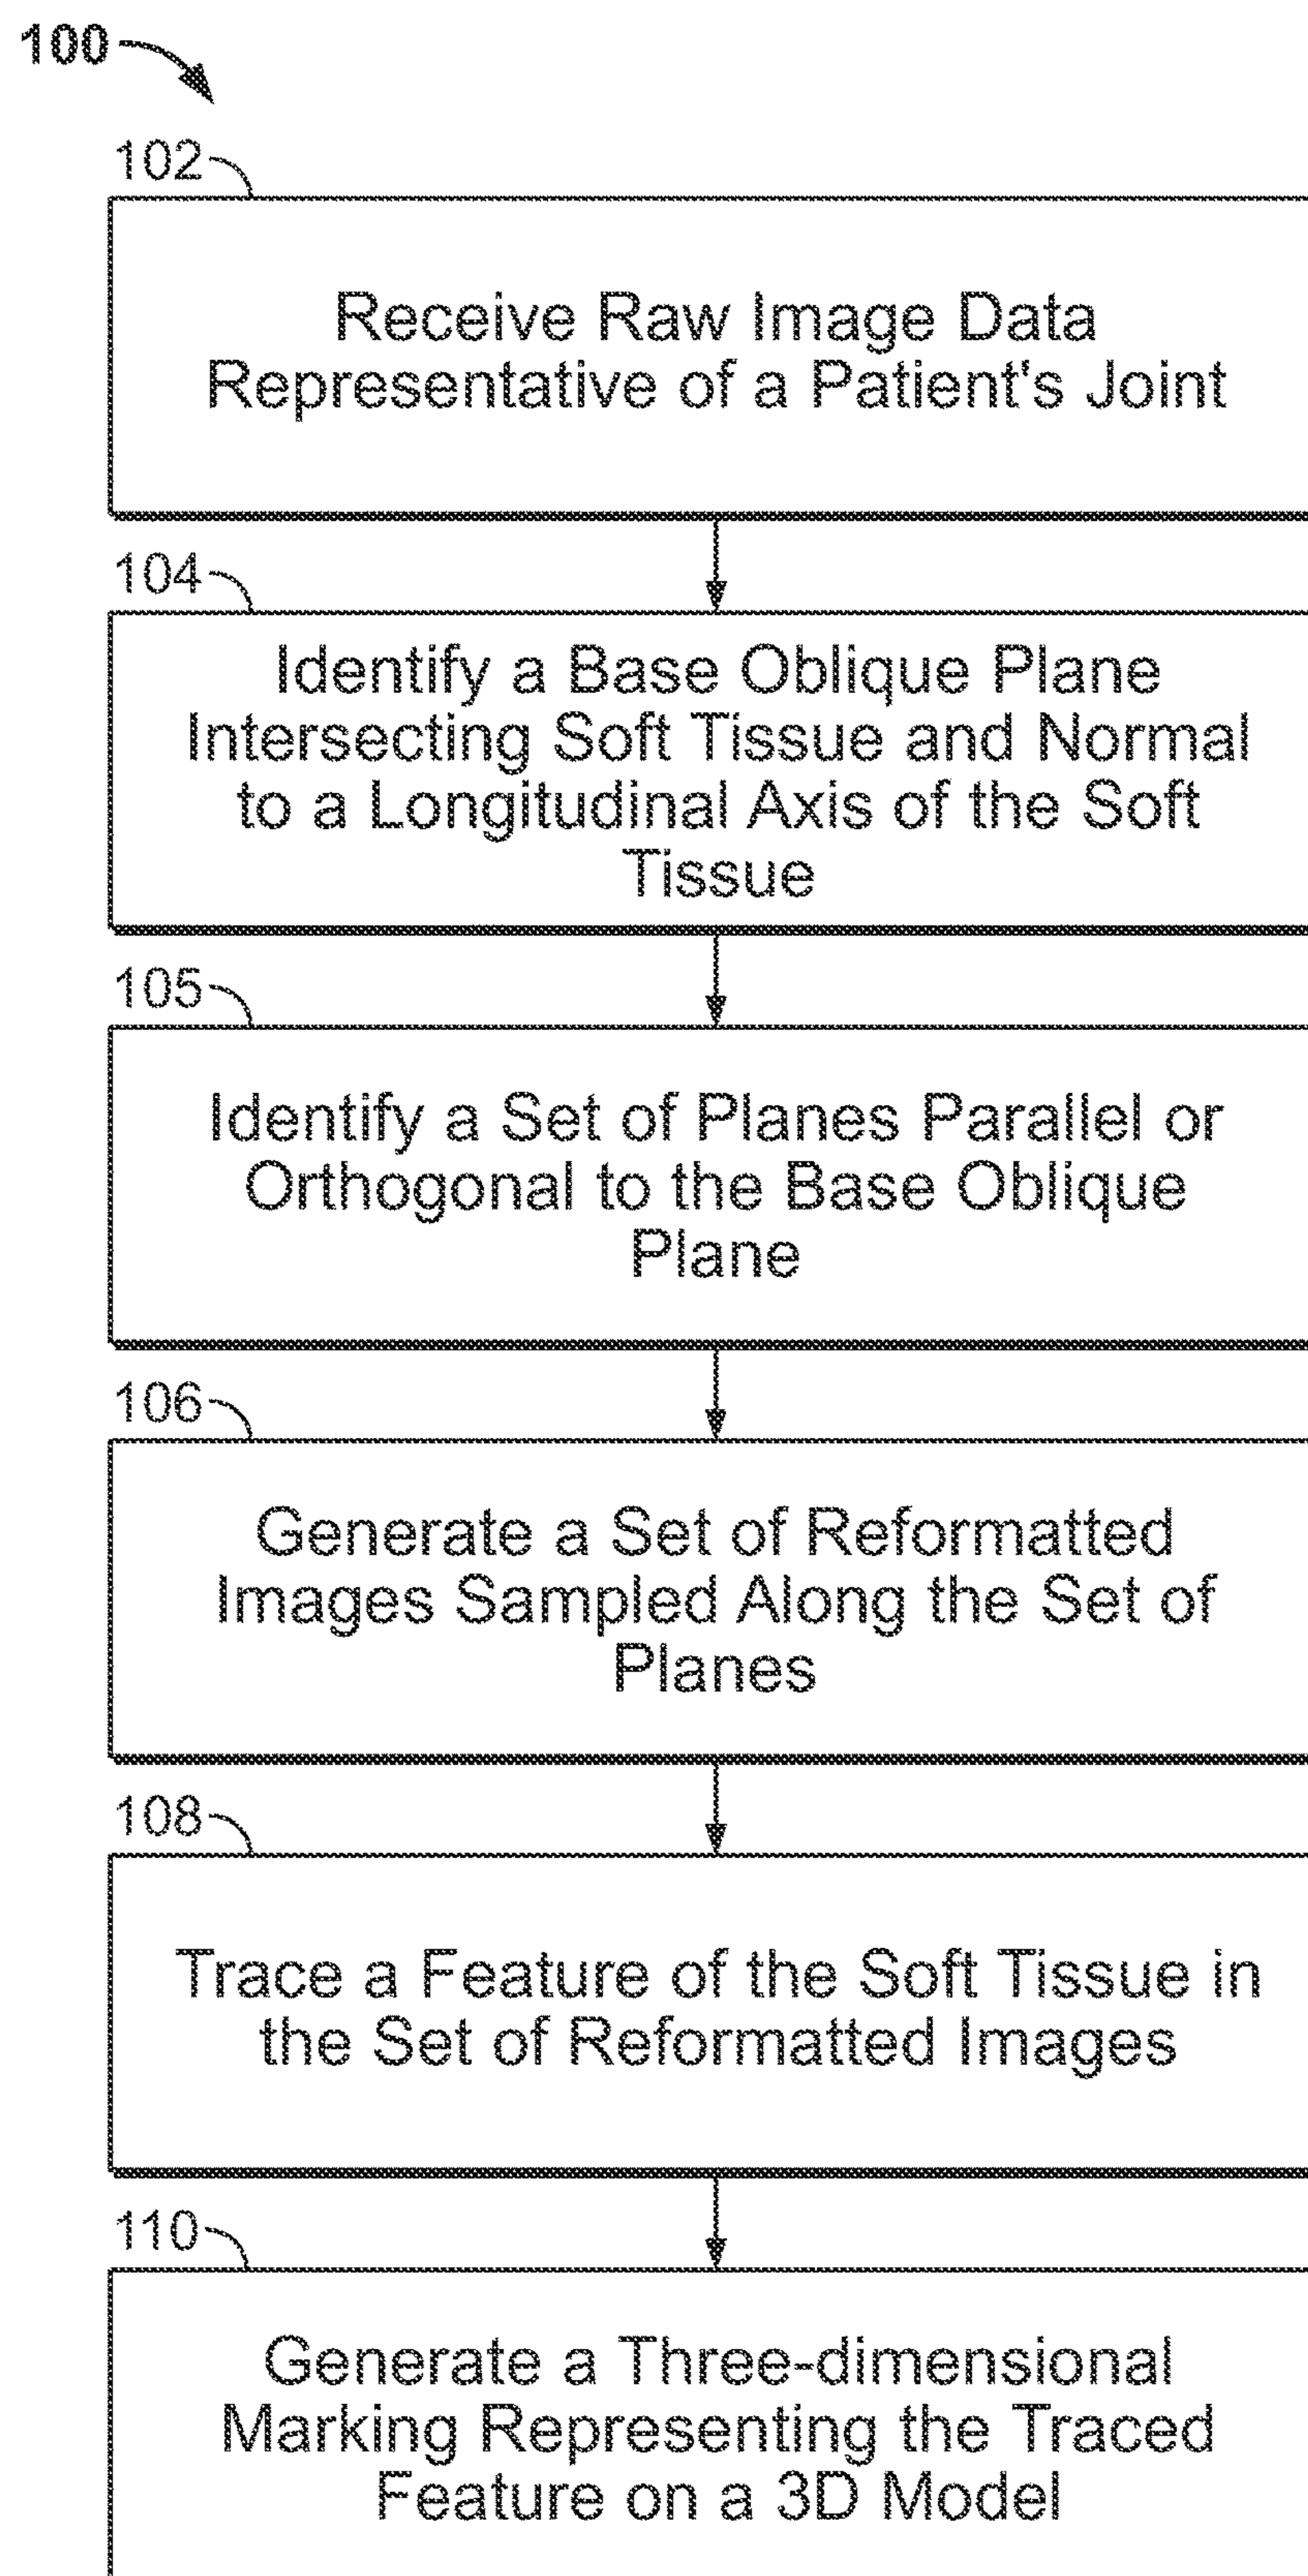 100
102
Receive Raw Image Data
Representative of a Patient's Joint
104
Identify a Base Oblique Plane
Intersecting Soft Tissue and Normal
to a Longitudinal Axis of the Soft
Tissue
105
Identify a Set of Planes Parallel or
Orthogonal to the Base Oblique
Plane
106
Generate a Set of Reformatted
Images Sampled Along the Set of
Planes
108
Trace a Feature of the Soft Tissue in
the Set of Reformatted Images
110
Generate a Three-dimensional
Marking Representing the Traced
Feature on a 3D Model